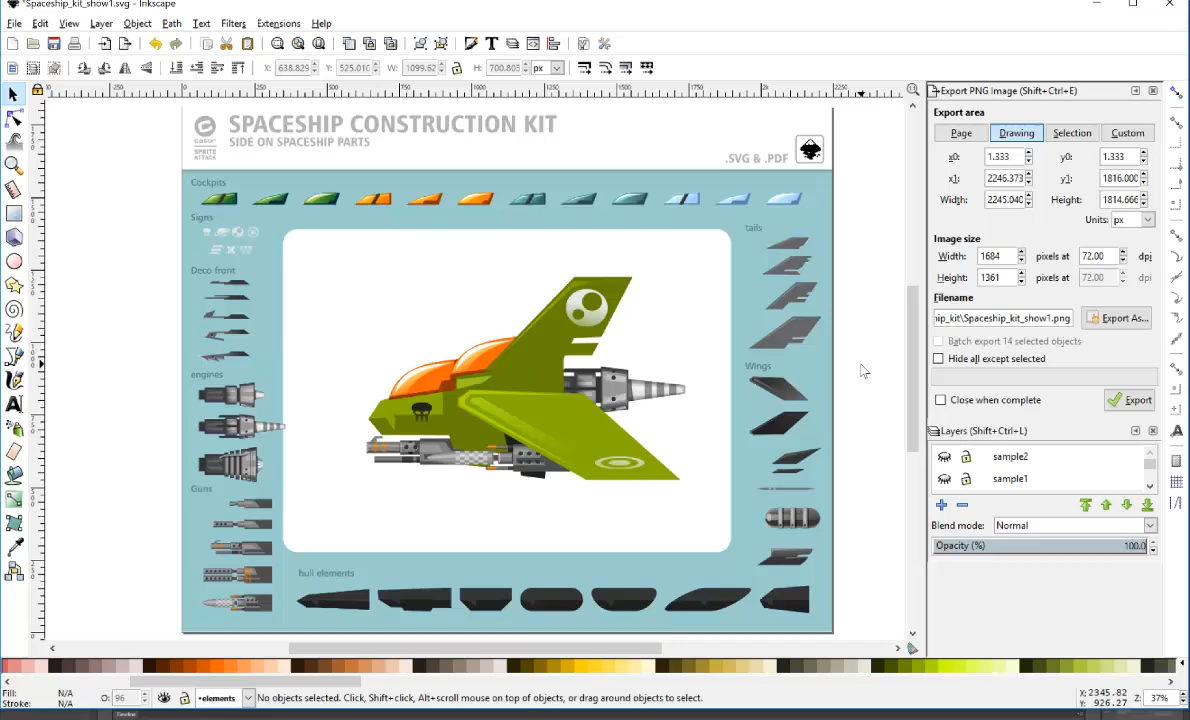 *Spaceship_kit_show1.svg - Inkscape
File Edit View Layer Object Path Text Filters Extensions Help
X: 638.829 Y: 525.010 W: 1099.62 H: 700.803 px
Export PNG Image (Shift+Ctrl+E)
Export area
Page Drawing Selection Custom
x0: 1.333 y0: 1.333
x1: 2246.373 y1: 1816.000
Width: 2245.040 Height: 1814.666
Units: px
Image size
Width: 1684 pixels at 72.00 dpi
Height: 1361 pixels at 72.00 dpi
Filename
ip_kit\Spaceship_kit_show1.png Export As...
Batch export 14 selected objects
Hide all except selected
Close when complete Export
Layers (Shift+Ctrl+L)
sample2
sample1
Blend mode: Normal
Opacity (%) 100.0
SPACESHIP CONSTRUCTION KIT
SIDE ON SPACESHIP PARTS
SPRITE
ATTACK
.SVG & .PDF
Cockpits
Signs
Deco front
engines
Guns
tails
Wings
hull elements
Fill: N/A
Stroke: N/A
O: 96
•elements
No objects selected. Click, Shift+click, Alt+scroll mouse on top of objects, or drag around objects to select.
X: 2345.82
Y: 926.27
Z: 37%